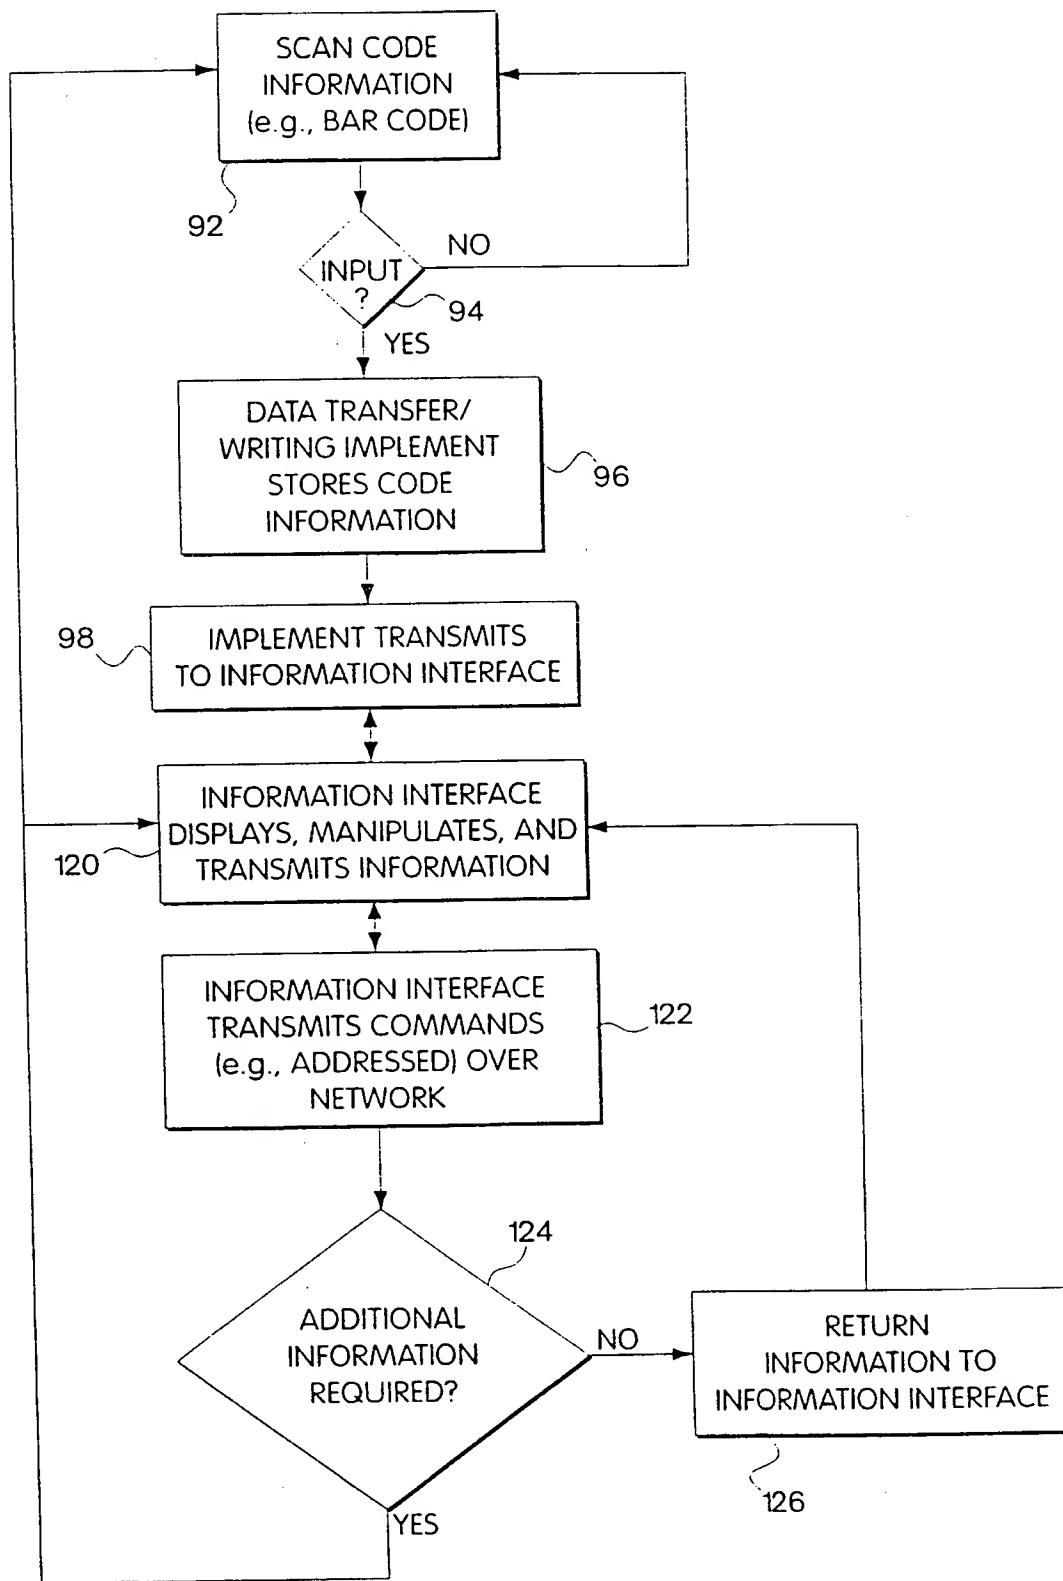 SCAN CODE
INFORMATION
(e.g., BAR CODE)
92
NO
INPUT
?
94
YES
DATA TRANSFER/
WRITING IMPLEMENT
STORES CODE
INFORMATION
96
98
IMPLEMENT TRANSMITS
TO INFORMATION INTERFACE
INFORMATION INTERFACE
DISPLAYS, MANIPULATES, AND
TRANSMITS INFORMATION
120
INFORMATION INTERFACE
TRANSMITS COMMANDS
(e.g., ADDRESSED) OVER
NETWORK
122
124
ADDITIONAL
INFORMATION
REQUIRED?
NO
RETURN
INFORMATION TO
INFORMATION INTERFACE
126
YES